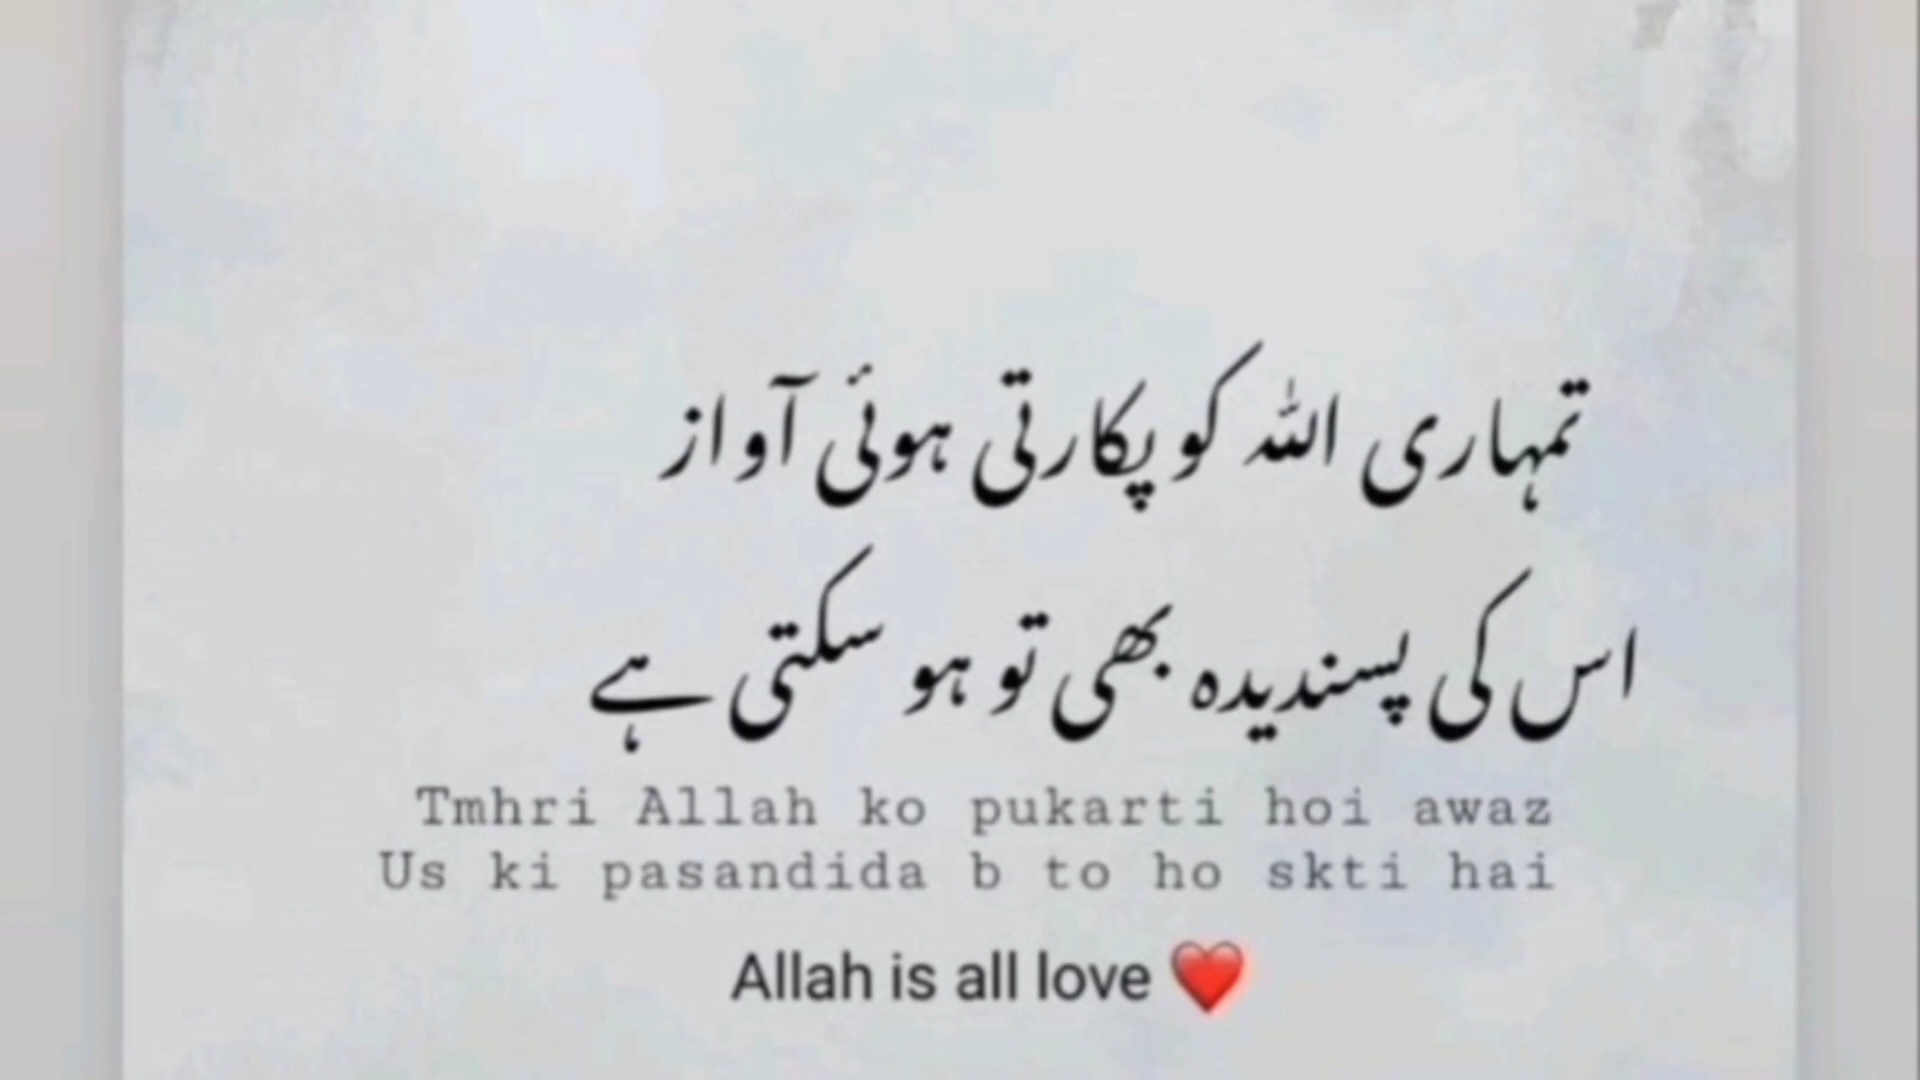 تمہاری اللہ کو پکارتی ہوئی آواز
اس کی پسندیدہ بھی تو ہو سکتی ہے
Tmhri Allah ko pukarti hoi awaz
Us ki pasandida b to ho skti hai
Allah is all love ❤️